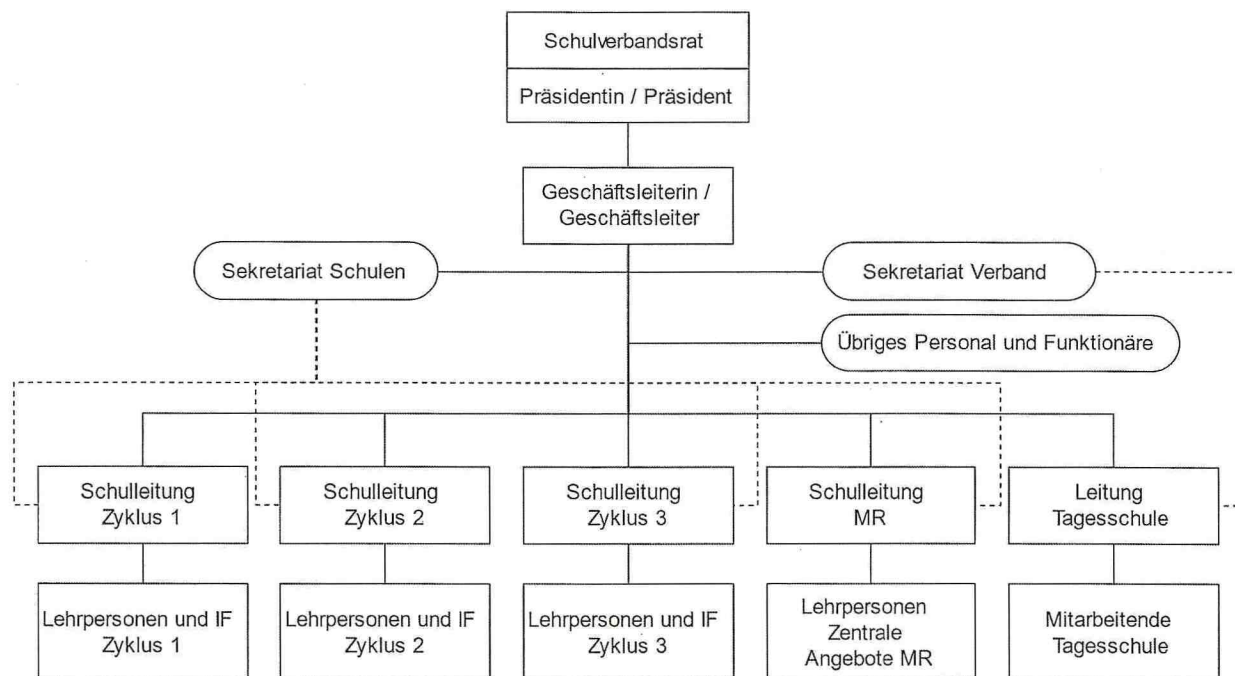 Schulverbandsrat
Präsidentin / Präsident
Geschäftsleiterin /
Geschäftsleiter
Sekretariat Schulen
Sekretariat Verband
Übriges Personal und Funktionäre
Schulleitung
Zyklus 1
Schulleitung
Zyklus 2
Schulleitung
Zyklus 3
Schulleitung
MR
Leitung
Tagesschule
Lehrpersonen und IF
Zyklus 1
Lehrpersonen und IF
Zyklus 2
Lehrpersonen und IF
Zyklus 3
Lehrpersonen
Zentrale
Angebote MR
Mitarbeitende
Tagesschule